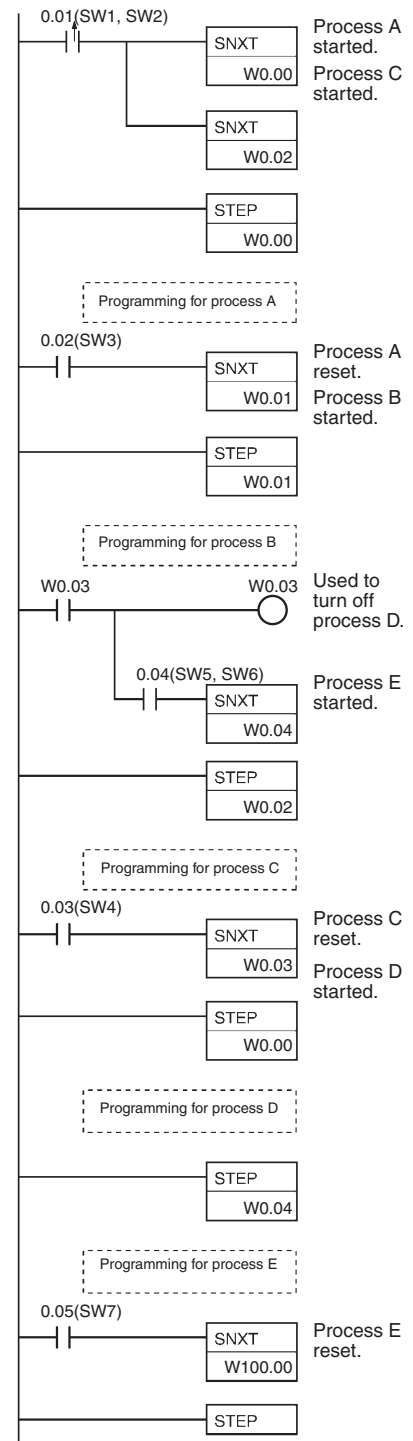 0.01(SW1, SW2)
SNXT
W0.00
Process A
started.
Process C
started.
SNXT
W0.02
STEP
W0.00
Programming for process A
0.02(SW3)
SNXT
W0.01
Process A
reset.
Process B
started.
STEP
W0.01
Programming for process B
W0.03
W0.03
Used to
turn off
process D.
0.04(SW5, SW6)
SNXT
W0.04
Process E
started.
STEP
W0.02
Programming for process C
0.03(SW4)
SNXT
W0.03
Process C
reset.
Process D
started.
STEP
W0.00
Programming for process D
STEP
W0.04
Programming for process E
0.05(SW7)
SNXT
W100.00
Process E
reset.
STEP